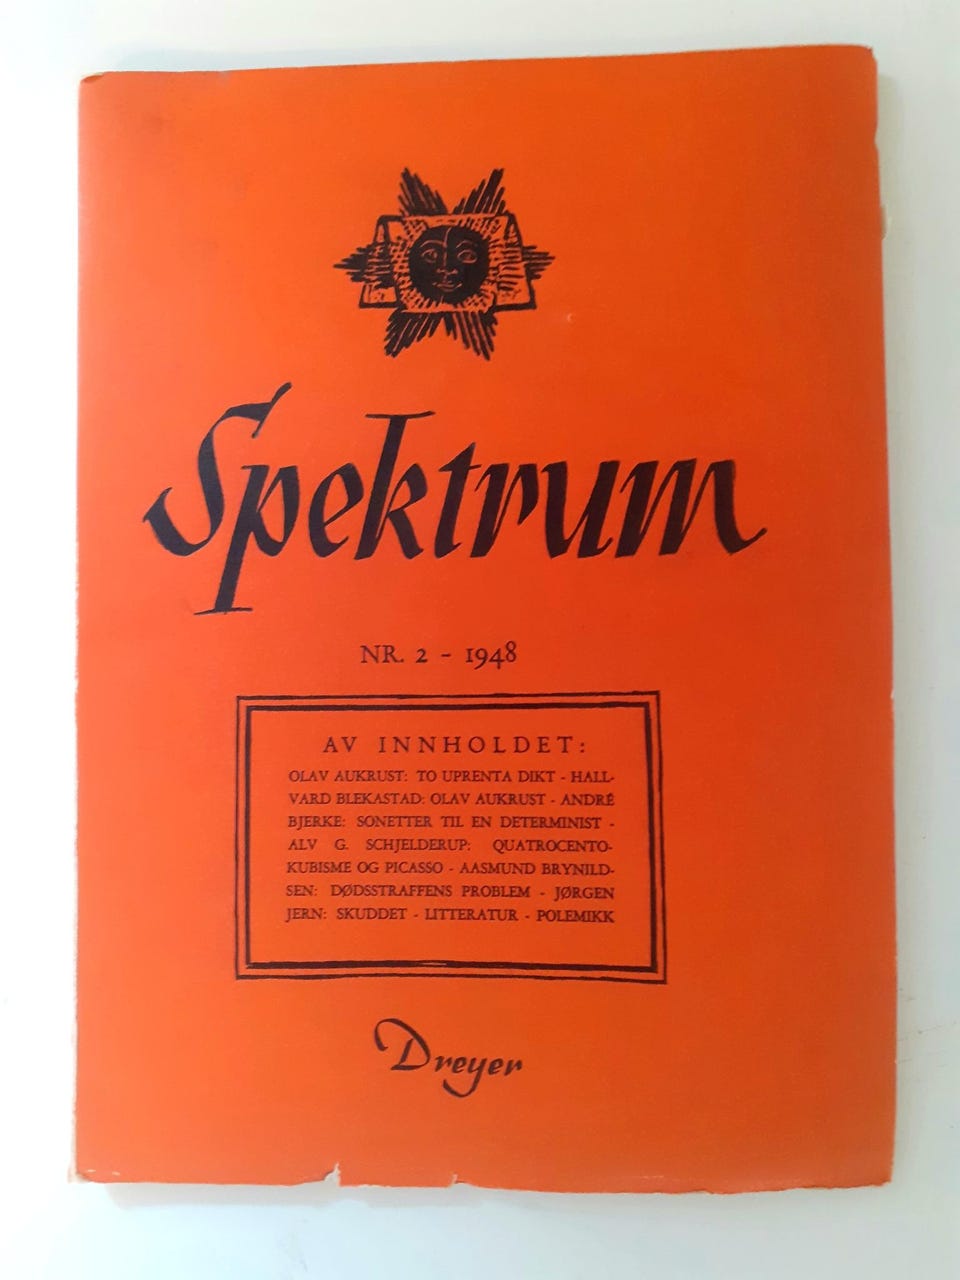 Spektrum
NR. 2 - 1948
AV INNHOLDET:
OLAV AUKRUST: TO UPRENTA DIKT - HALL-
VARD BLEKASTAD: OLAV AUKRUST - ANDRÉ
BJERKE: SONETTER TIL EN DETERMINIST -
ALV G. SCHJELDERUP: QUATROCENTO-
KUBISME OG PICASSO - AASMUND BRYNILD-
SEN: DØDSSTRAFFENS PROBLEM - JØRGEN
JERN: SKUDDET - LITTERATUR - POLEMIKK
Dreyer